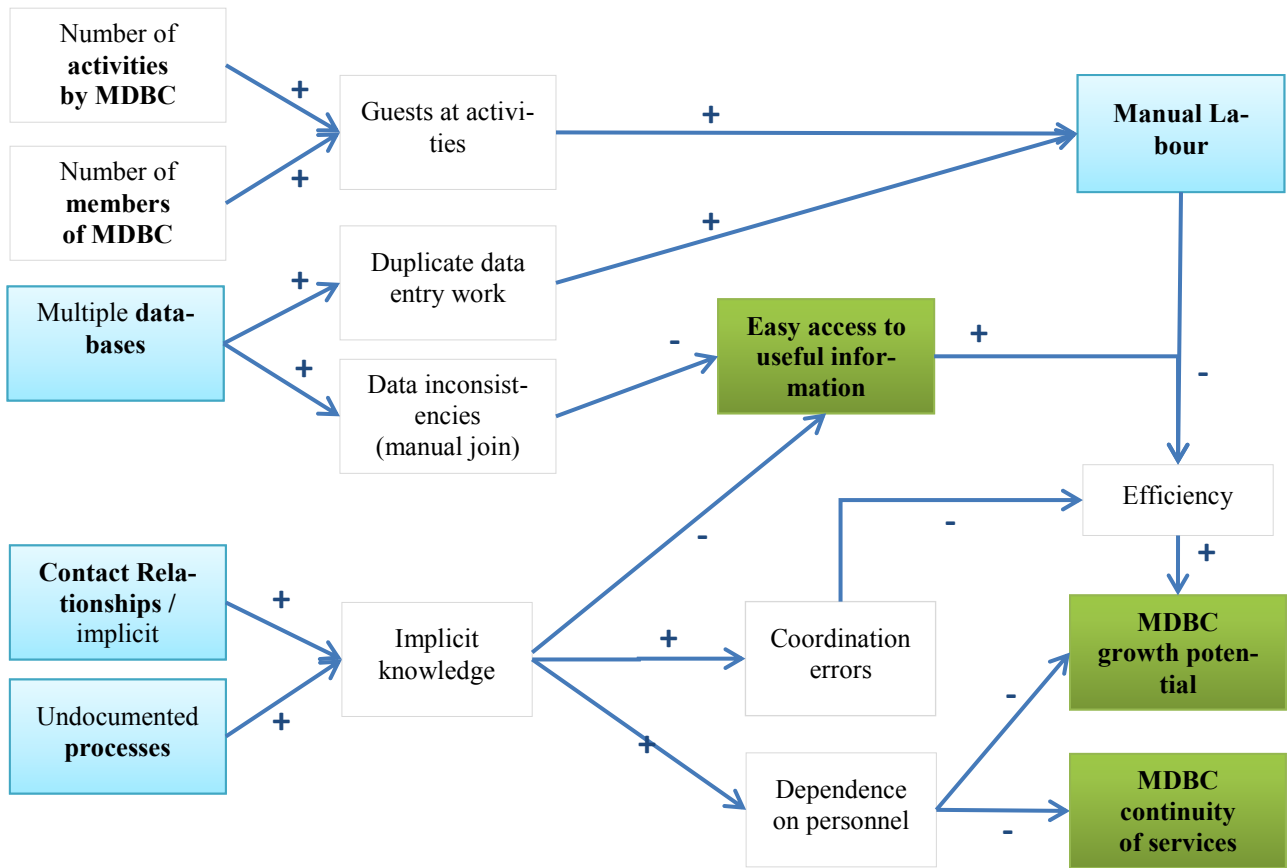 Number of
activities
by MDBC
+
Guests at activi-
ties
+
Manual La-
bour
Number of
members
of MDBC
+
Multiple data-
bases
+
Duplicate data
entry work
+
+
Data inconsist-
encies
(manual join)
-
Easy access to
useful infor-
mation
+
-
Efficiency
+
Contact Rela-
tionships /
implicit
+
Undocumented
processes
+
Implicit
knowledge
-
+
Coordination
errors
-
+
Dependence
on personnel
-
-
MDBC
growth poten-
tial
MDBC
continuity
of services